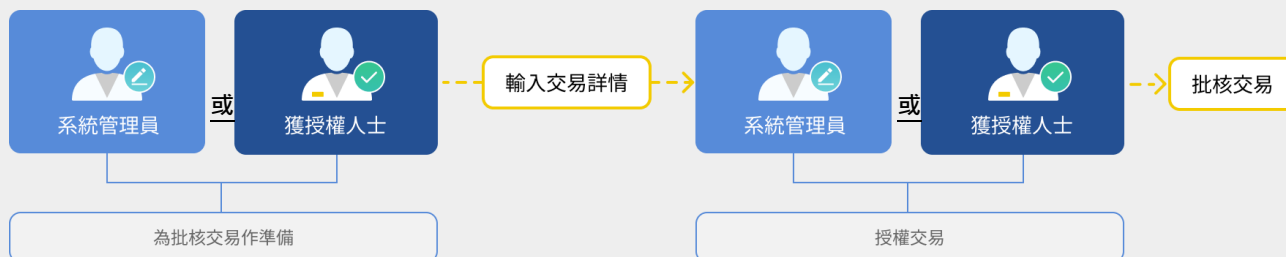 系統管理員
或
獲授權人士
輸入交易詳情
系統管理員
或
獲授權人士
批核交易
為批核交易作準備
授權交易